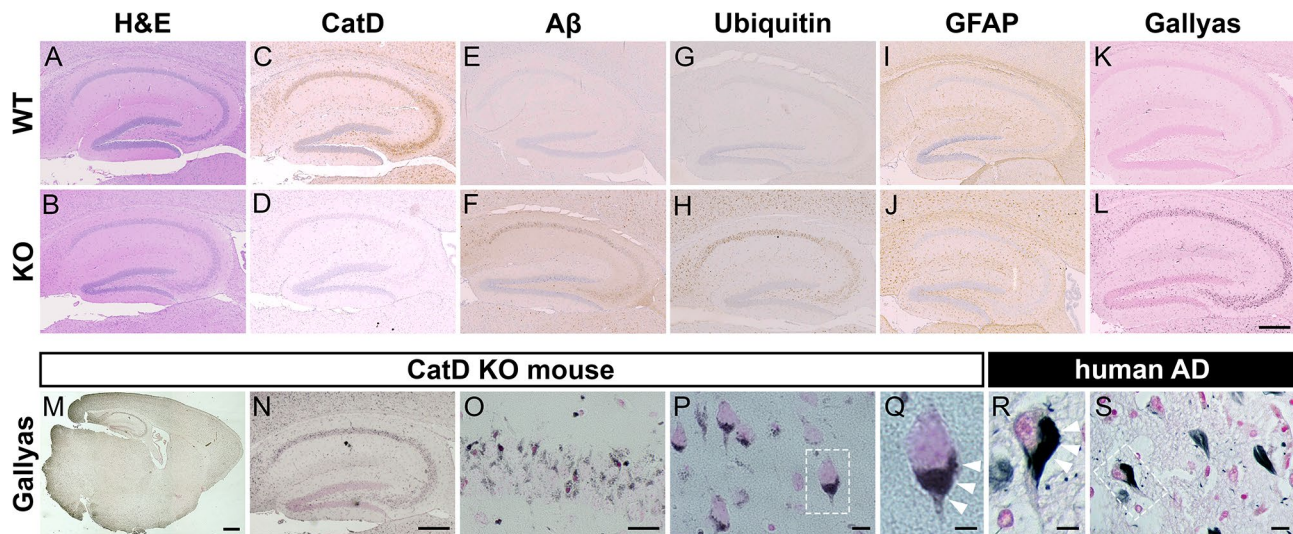 H&E CatD Aβ Ubiquitin GFAP Gallyas
WT A C E G I K
KO B D F H J L
CatD KO mouse human AD
Gallyas M N O P Q R S